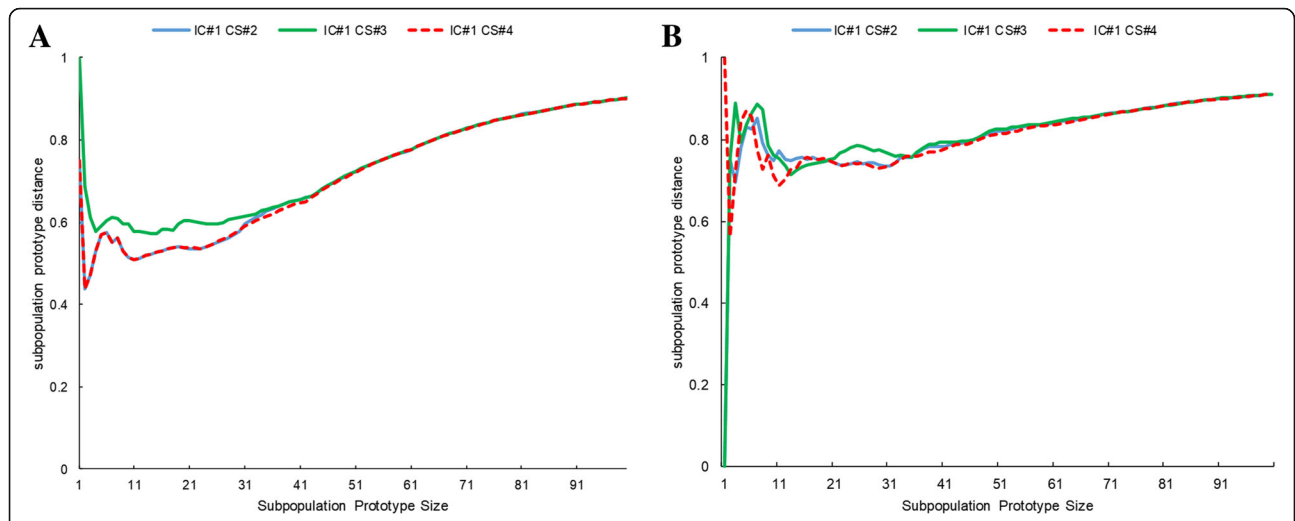 A
IC#1 CS#2 IC#1 CS#3 IC#1 CS#4
1
0.8
0.6
0.4
0.2
0
subpopulation prototype distance
1 11 21 31 41 51 61 71 81 91
Subpopulation Prototype Size
B
IC#1 CS#2 IC#1 CS#3 IC#1 CS#4
1
0.8
0.6
0.4
0.2
0
subpopulation prototype distance
1 11 21 31 41 51 61 71 81 91
Subpopulation Prototype Size